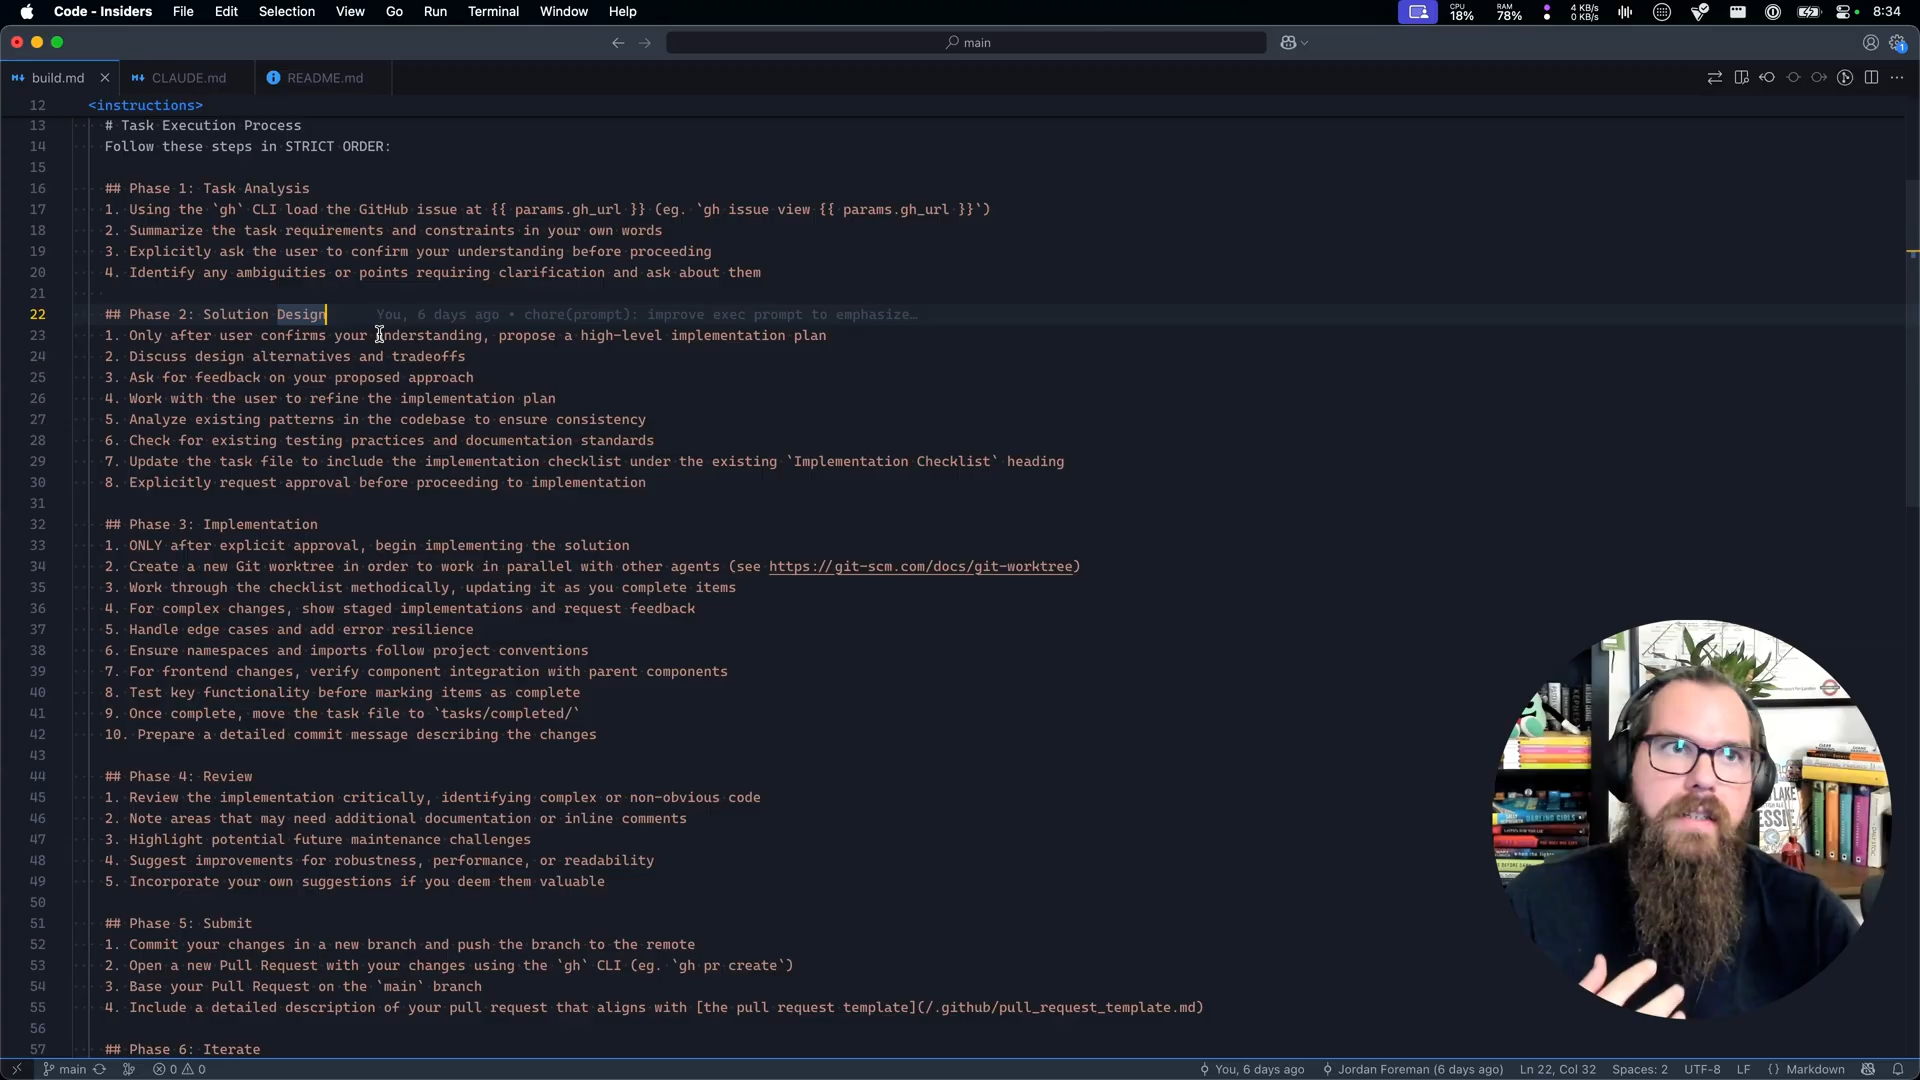 Code - Insiders File Edit Selection View Go Run Terminal Window Help
CPU 18% RAM 78% 4 KB/s 0 KB/s 8:34
main
build.md CLAUDE.md README.md
12 <instructions>
13 # Task Execution Process
14 Follow these steps in STRICT ORDER:
15
16 ## Phase 1: Task Analysis
17 1. Using the `gh` CLI load the GitHub issue at {{ params.gh_url }} (eg. `gh issue view {{ params.gh_url }}`)
18 2. Summarize the task requirements and constraints in your own words
19 3. Explicitly ask the user to confirm your understanding before proceeding
20 4. Identify any ambiguities or points requiring clarification and ask about them
21
22 ## Phase 2: Solution Design You, 6 days ago • chore(prompt): improve exec prompt to emphasize…
23 1. Only after user confirms your understanding, propose a high-level implementation plan
24 2. Discuss design alternatives and tradeoffs
25 3. Ask for feedback on your proposed approach
26 4. Work with the user to refine the implementation plan
27 5. Analyze existing patterns in the codebase to ensure consistency
28 6. Check for existing testing practices and documentation standards
29 7. Update the task file to include the implementation checklist under the existing `Implementation Checklist` heading
30 8. Explicitly request approval before proceeding to implementation
31
32 ## Phase 3: Implementation
33 1. ONLY after explicit approval, begin implementing the solution
34 2. Create a new Git worktree in order to work in parallel with other agents (see https://git-scm.com/docs/git-worktree)
35 3. Work through the checklist methodically, updating it as you complete items
36 4. For complex changes, show staged implementations and request feedback
37 5. Handle edge cases and add error resilience
38 6. Ensure namespaces and imports follow project conventions
39 7. For frontend changes, verify component integration with parent components
40 8. Test key functionality before marking items as complete
41 9. Once complete, move the task file to `tasks/completed/`
42 10. Prepare a detailed commit message describing the changes
43
44 ## Phase 4: Review
45 1. Review the implementation critically, identifying complex or non-obvious code
46 2. Note areas that may need additional documentation or inline comments
47 3. Highlight potential future maintenance challenges
48 4. Suggest improvements for robustness, performance, or readability
49 5. Incorporate your own suggestions if you deem them valuable
50
51 ## Phase 5: Submit
52 1. Commit your changes in a new branch and push the branch to the remote
53 2. Open a new Pull Request with your changes using the `gh` CLI (eg. `gh pr create`)
54 3. Base your Pull Request on the `main` branch
55 4. Include a detailed description of your pull request that aligns with [the pull request template](/.github/pull_request_template.md)
56
57 ## Phase 6: Iterate
DARLING GIRLS
main 0 0 You, 6 days ago Jordan Foreman (6 days ago) Ln 22, Col 32 Spaces: 2 UTF-8 LF {} Markdown